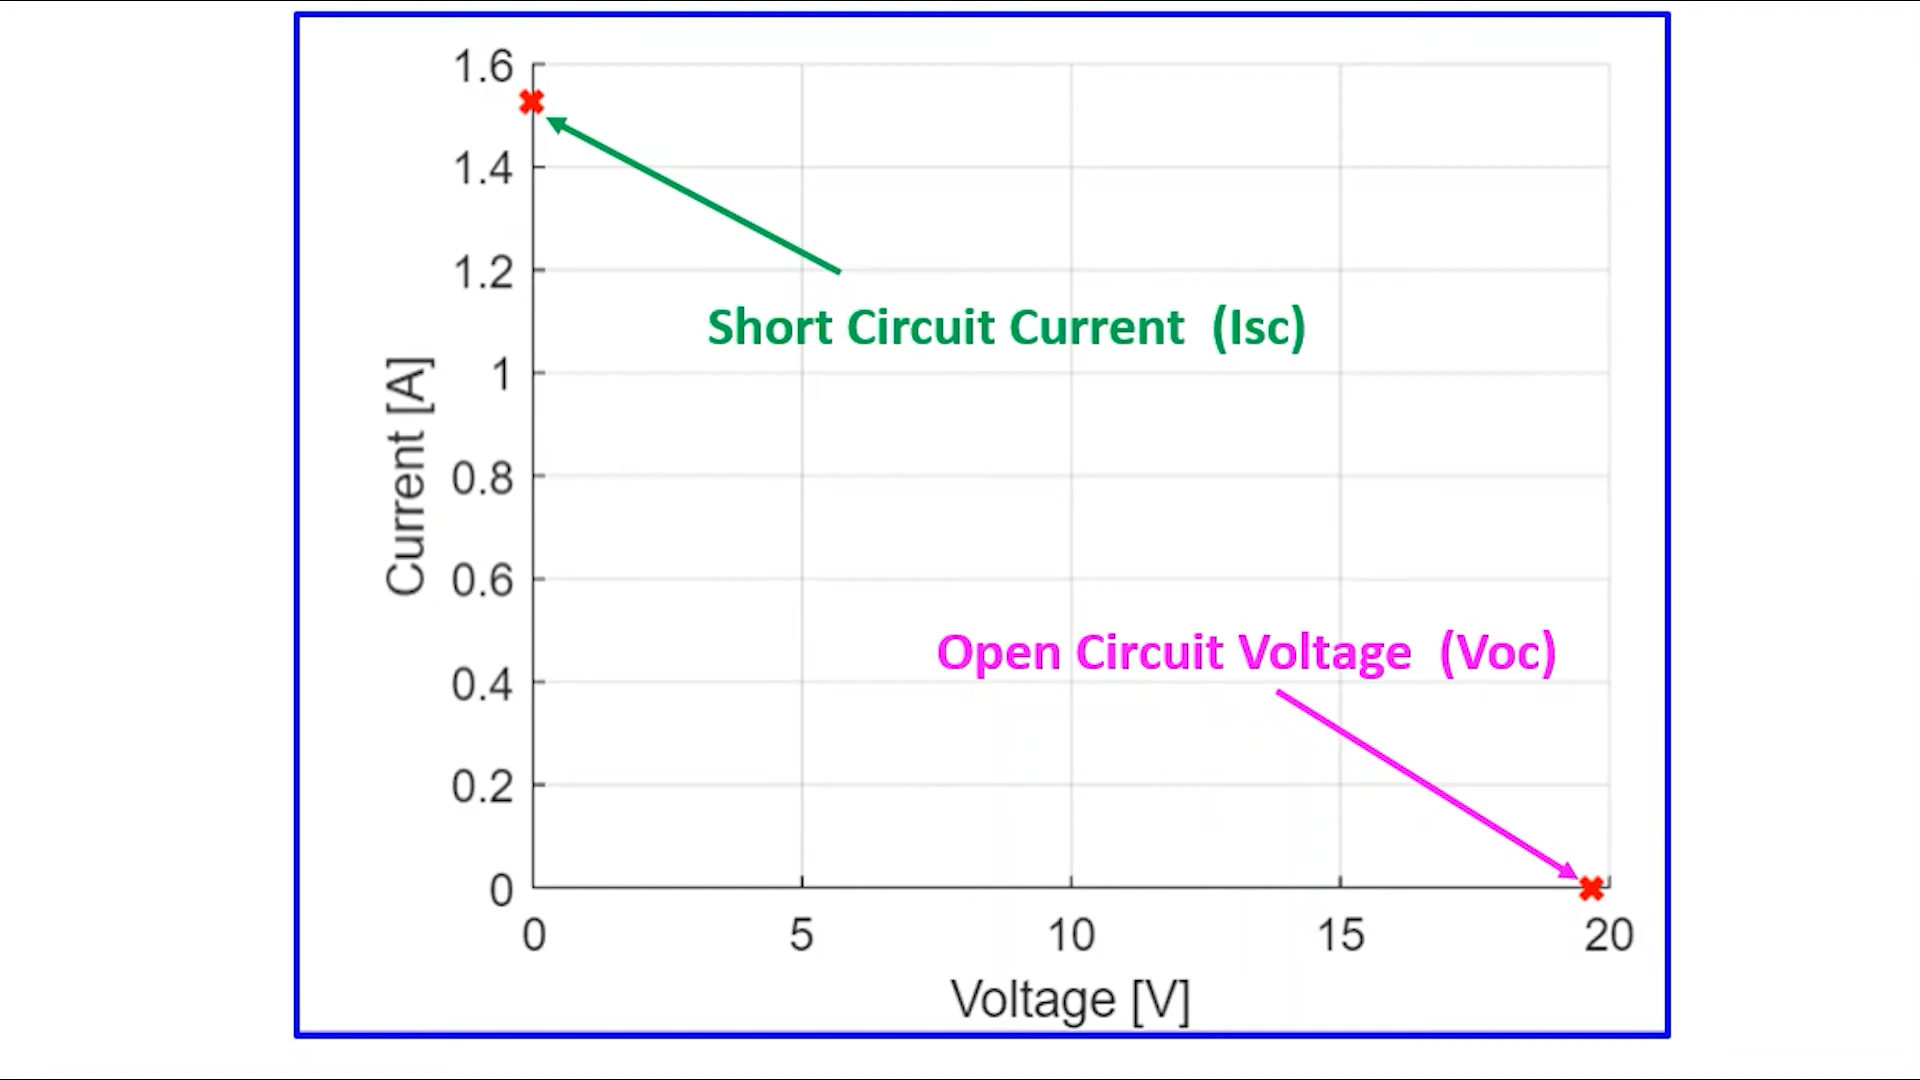 1.6
1.4
1.2
Short Circuit Current (Isc)
1
Current [A]
0.8
0.6
Open Circuit Voltage (Voc)
0.4
0.2
0
0 5 10 15 20
Voltage [V]